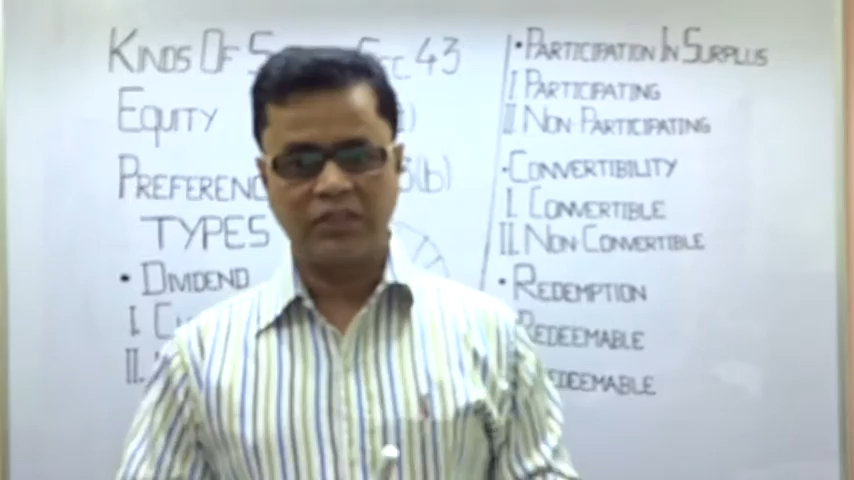 KINDS OF S SEC 43
EQUITY
PREFERENC 3(b)
TYPES
• DIVIDEND
I. C
II.
• PARTICIPATION IN SURPLUS
I PARTICIPATING
II NON-PARTICIPATING
• CONVERTIBILITY
I. CONVERTIBLE
II. NON-CONVERTIBLE
• REDEMPTION
REDEEMABLE
EDEEMABLE